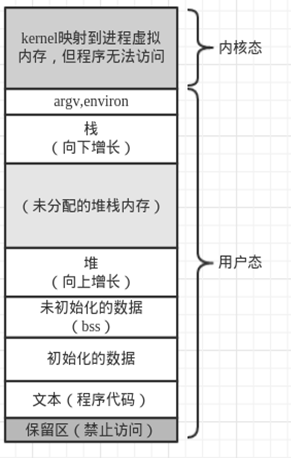 kernel映射到进程虚拟
内存，但程序无法访问
内核态
argv,environ
栈
（向下增长）
（未分配的堆栈内存）
堆
（向上增长）
用户态
未初始化的数据
（bss）
初始化的数据
文本（程序代码）
保留区（禁止访问）